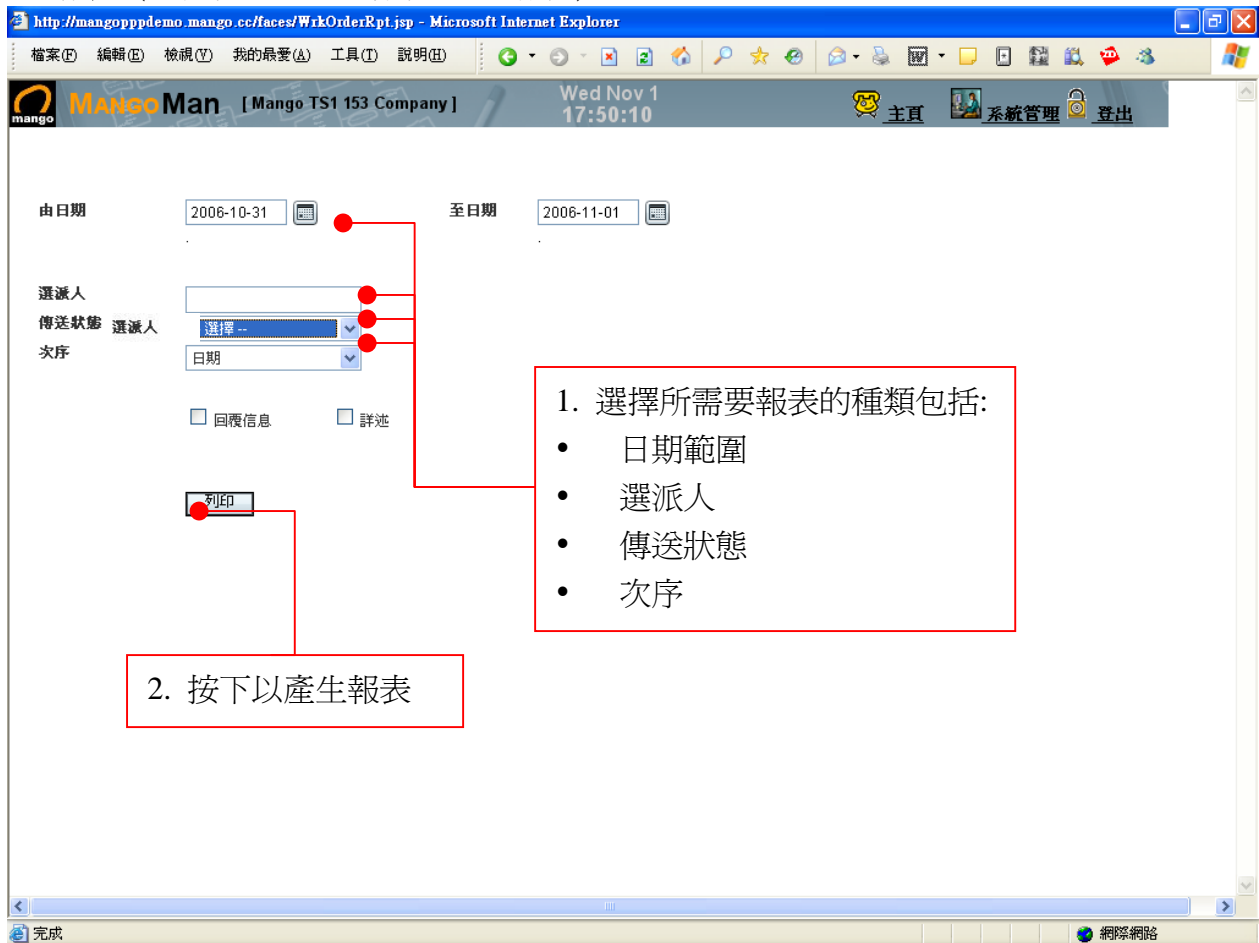 http://mangopppdemo.mango.cc/faces/WrkOrderRpt.jsp - Microsoft Internet Explorer
檔案(F) 編輯(E) 檢視(V) 我的最愛(A) 工具(T) 說明(H)
mango MANGOMan [ Mango TS1 153 Company ] Wed Nov 1 主頁 系統管理 登出
17:50:10
由日期 2006-10-31 至日期 2006-11-01
選派人
傳送狀態 選派人 選擇 --
次序 日期
回覆信息 詳述
列印
1. 選擇所需要報表的種類包括:
• 日期範圍
• 選派人
• 傳送狀態
• 次序
2. 按下以產生報表
完成 網際網路